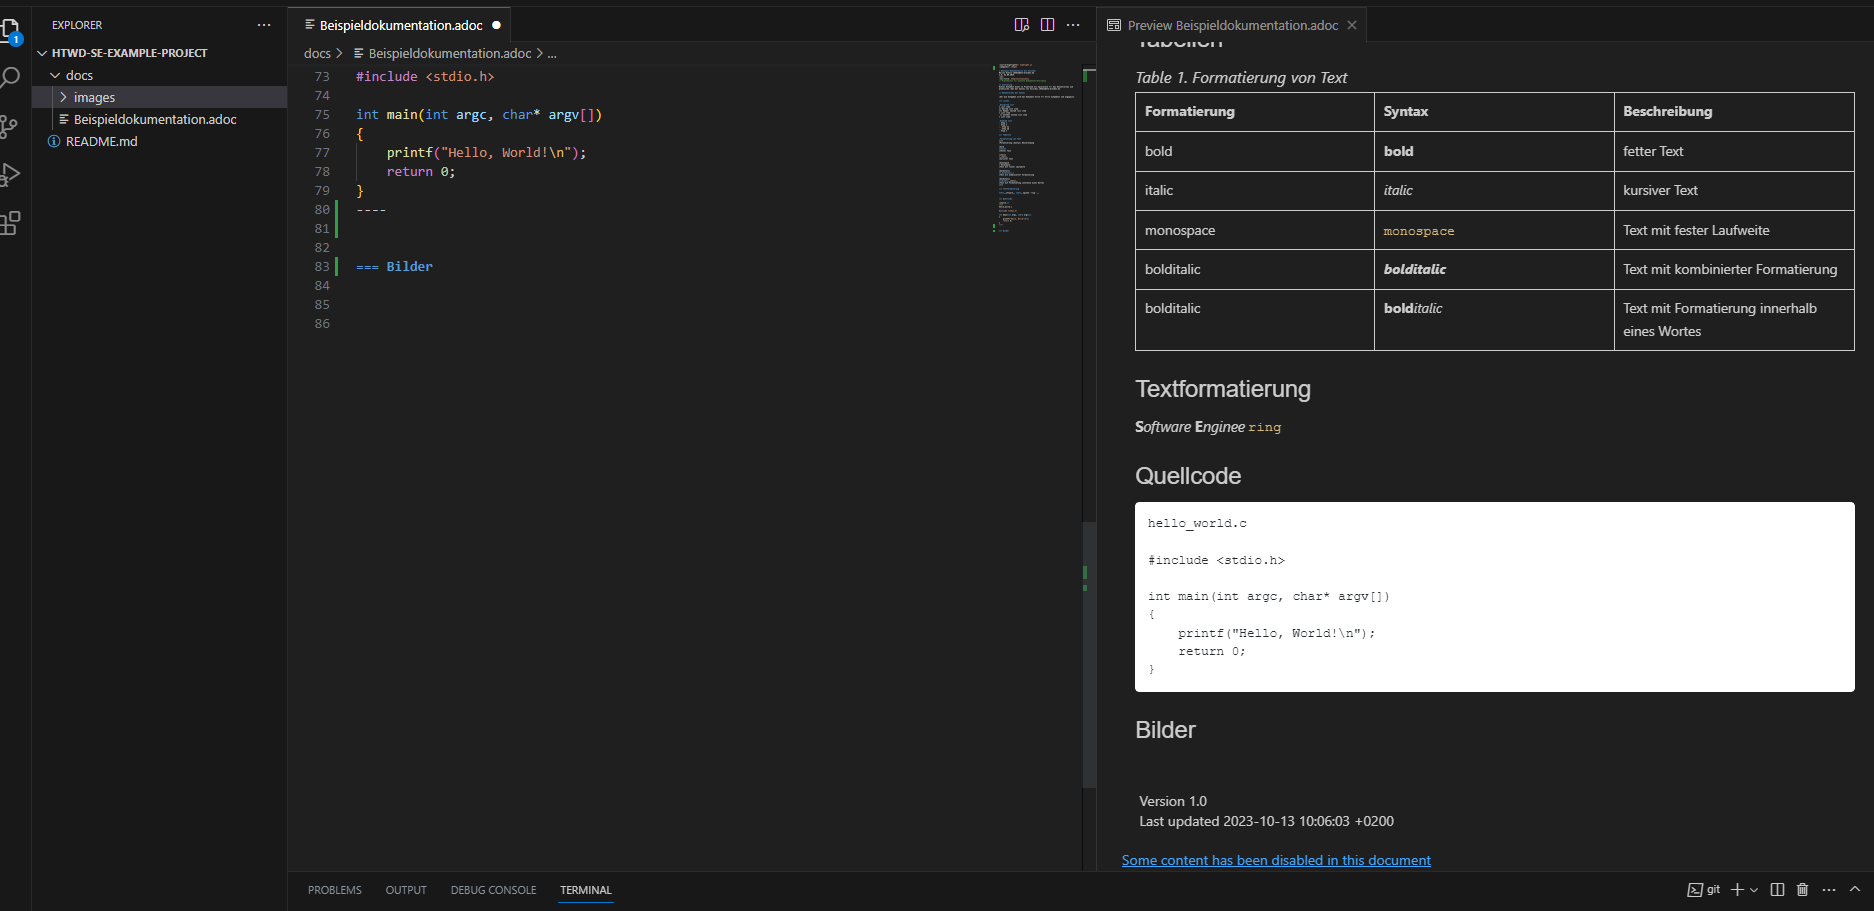 EXPLORER
HTWD-SE-EXAMPLE-PROJECT
docs
images
Beispieldokumentation.adoc
README.md
1
Beispieldokumentation.adoc
docs > Beispieldokumentation.adoc > ...
73 #include <stdio.h>
74
75 int main(int argc, char* argv[])
76 {
77     printf("Hello, World!\n");
78     return 0;
79 }
80 ----
81
82
83 === Bilder
84
85
86
Preview Beispieldokumentation.adoc
Tabellen
Table 1. Formatierung von Text
Formatierung Syntax Beschreibung
bold bold fetter Text
italic italic kursiver Text
monospace monospace Text mit fester Laufweite
bolditalic bolditalic Text mit kombinierter Formatierung
bolditalic bolditalic Text mit Formatierung innerhalb
eines Wortes
Textformatierung
Software Enginee ring
Quellcode
hello_world.c
#include <stdio.h>
int main(int argc, char* argv[])
{
    printf("Hello, World!\n");
    return 0;
}
Bilder
Version 1.0
Last updated 2023-10-13 10:06:03 +0200
Some content has been disabled in this document
PROBLEMS OUTPUT DEBUG CONSOLE TERMINAL
git